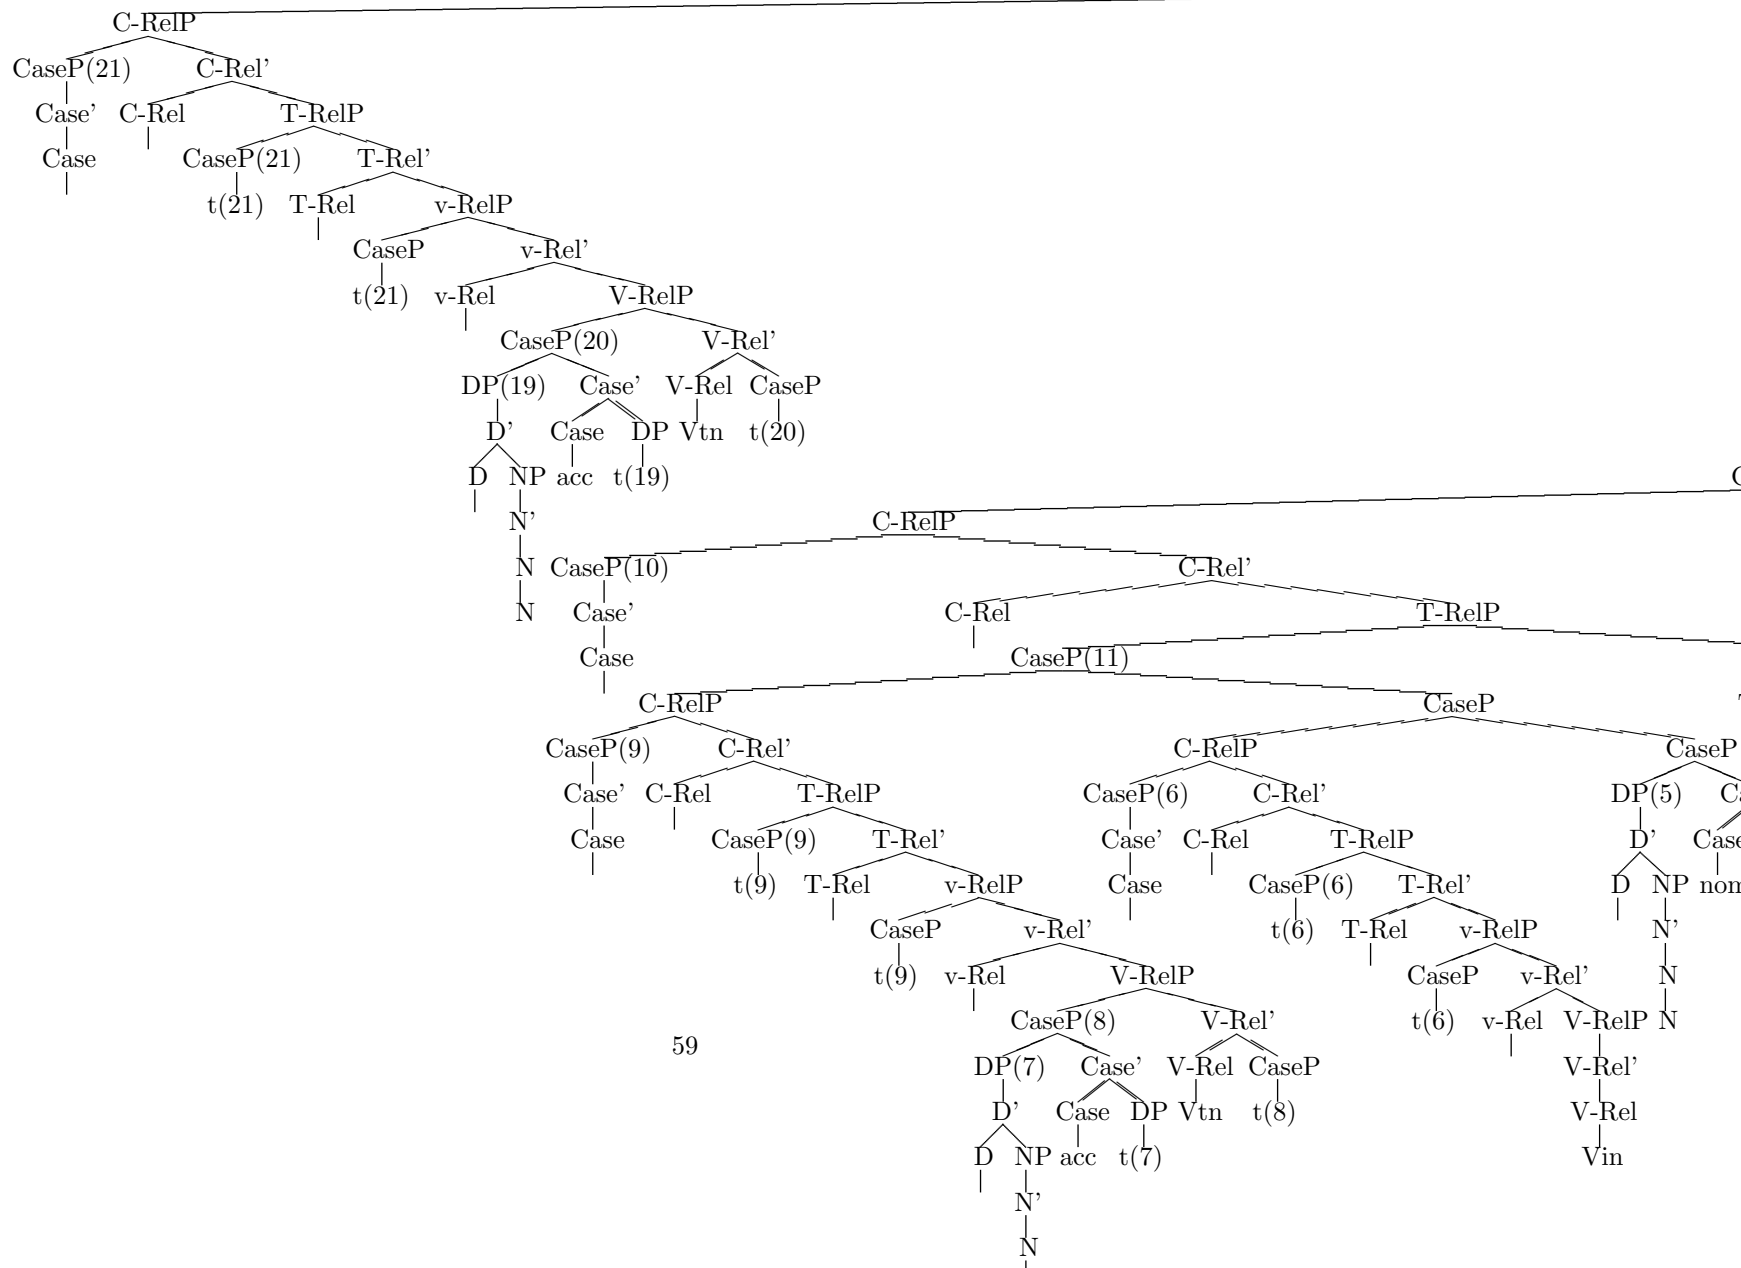 C-RelP
CaseP(21) C-Rel'
Case' C-Rel T-RelP
Case CaseP(21) T-Rel'
t(21) T-Rel v-RelP
CaseP v-Rel'
t(21) v-Rel V-RelP
CaseP(20) V-Rel'
DP(19) Case' V-Rel CaseP
D' Case DP Vtn t(20)
D NP acc t(19)
N' C-RelP
N CaseP(10) C-Rel'
N Case' C-Rel T-RelP
Case CaseP(11)
C-RelP CaseP
CaseP(9) C-Rel' C-RelP CaseP
Case' C-Rel T-RelP CaseP(6) C-Rel' DP(5)
Case CaseP(9) T-Rel' Case' C-Rel T-RelP D' Case
t(9) T-Rel v-RelP Case CaseP(6) T-Rel' D NP nom
CaseP v-Rel' t(6) T-Rel v-RelP N'
t(9) v-Rel V-RelP CaseP v-Rel' N
CaseP(8) V-Rel' t(6) v-Rel V-RelP N
59
DP(7) Case' V-Rel CaseP V-Rel'
D' Case DP Vtn t(8) V-Rel
D NP acc t(7) Vin
N'
N